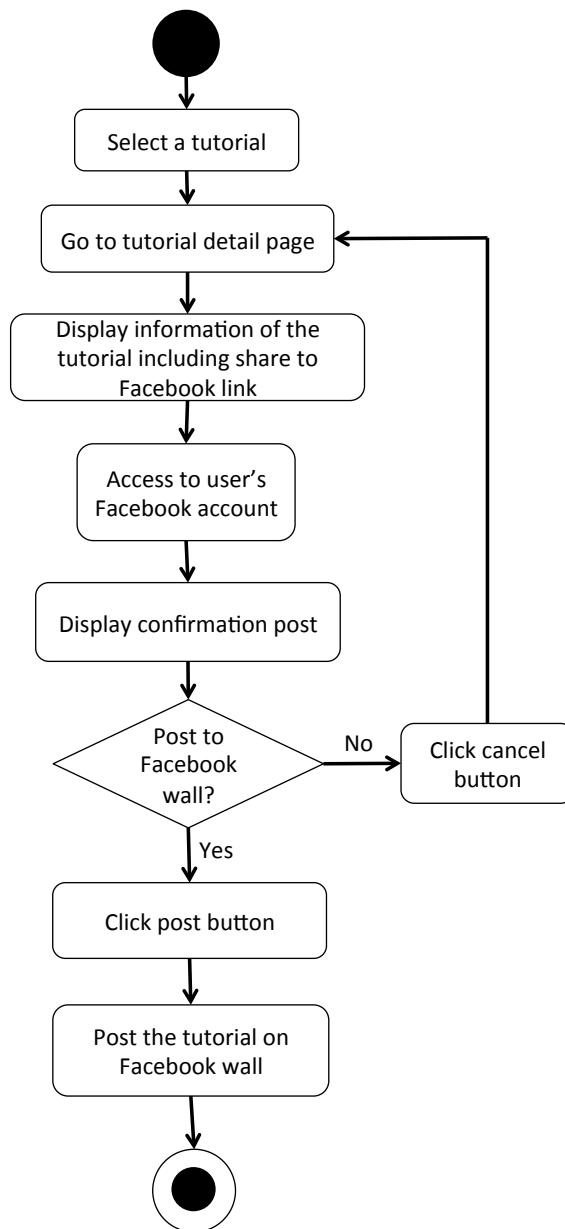 Select a tutorial
Go to tutorial detail page
Display information of the
tutorial including share to
Facebook link
Access to user’s
Facebook account
Display confirmation post
Post to
Facebook
wall?
No
Click cancel
button
Yes
Click post button
Post the tutorial on
Facebook wall